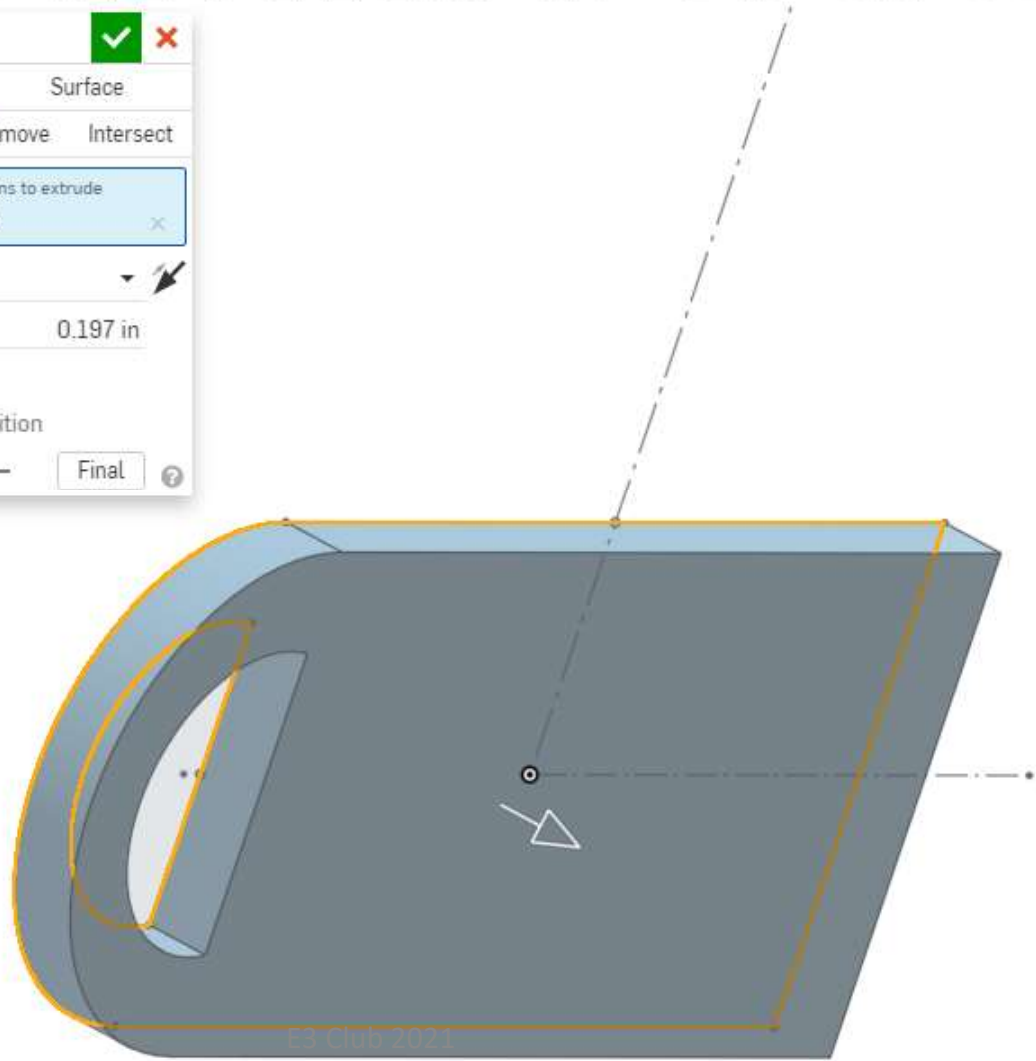 Surface
move Intersect
ns to extrude
0.197 in
ition
Final
E3 Club 2021